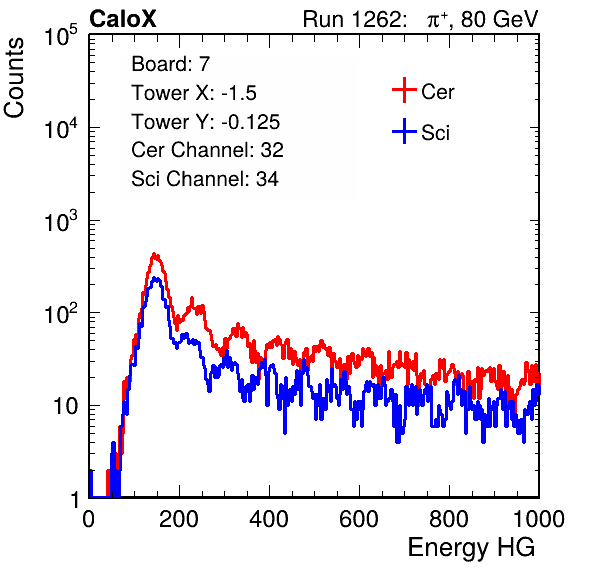 CaloX Run 1262: π⁺, 80 GeV
Counts
10⁵
10⁴
10³
10²
10
1
Board: 7
Tower X: -1.5
Tower Y: -0.125
Cer Channel: 32
Sci Channel: 34
Cer
Sci
0 200 400 600 800 1000
Energy HG